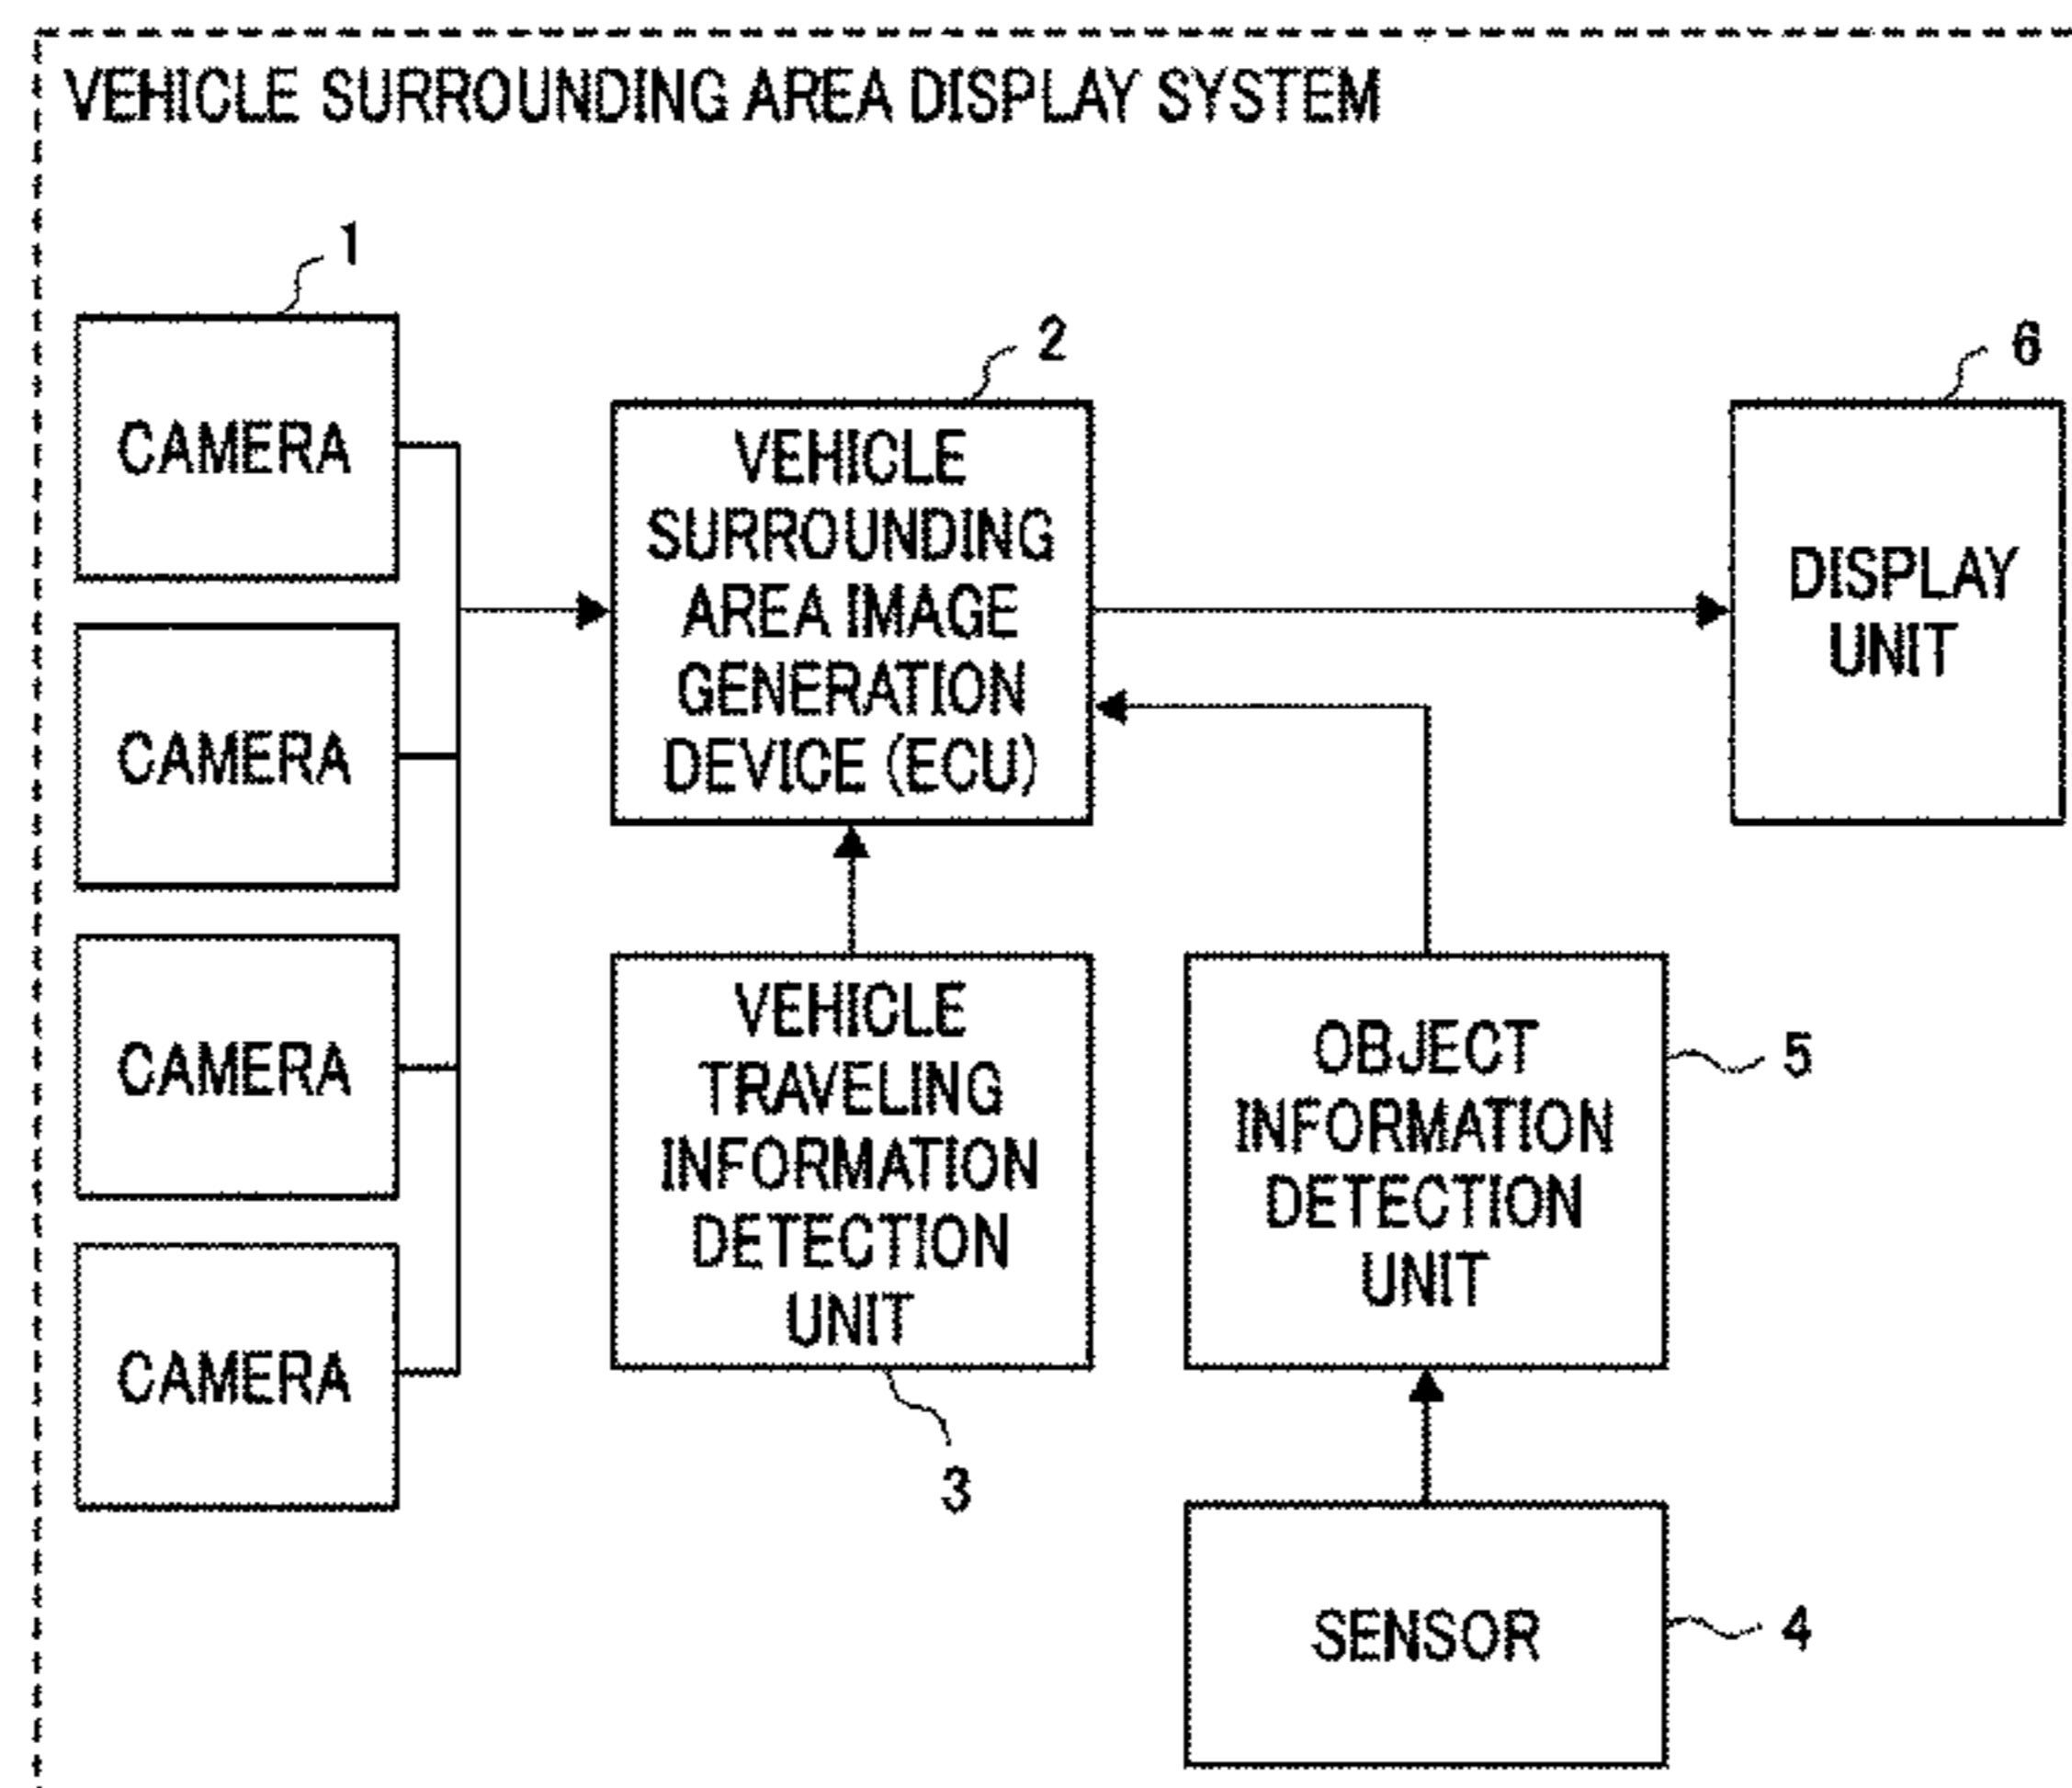 VEHICLE SURROUNDING AREA DISPLAY SYSTEM
1
CAMERA
CAMERA
CAMERA
CAMERA
2
VEHICLE
SURROUNDING
AREA IMAGE
GENERATION
DEVICE (ECU)
6
DISPLAY
UNIT
VEHICLE
TRAVELING
INFORMATION
DETECTION
UNIT
3
OBJECT
INFORMATION
DETECTION
UNIT
5
SENSOR
4